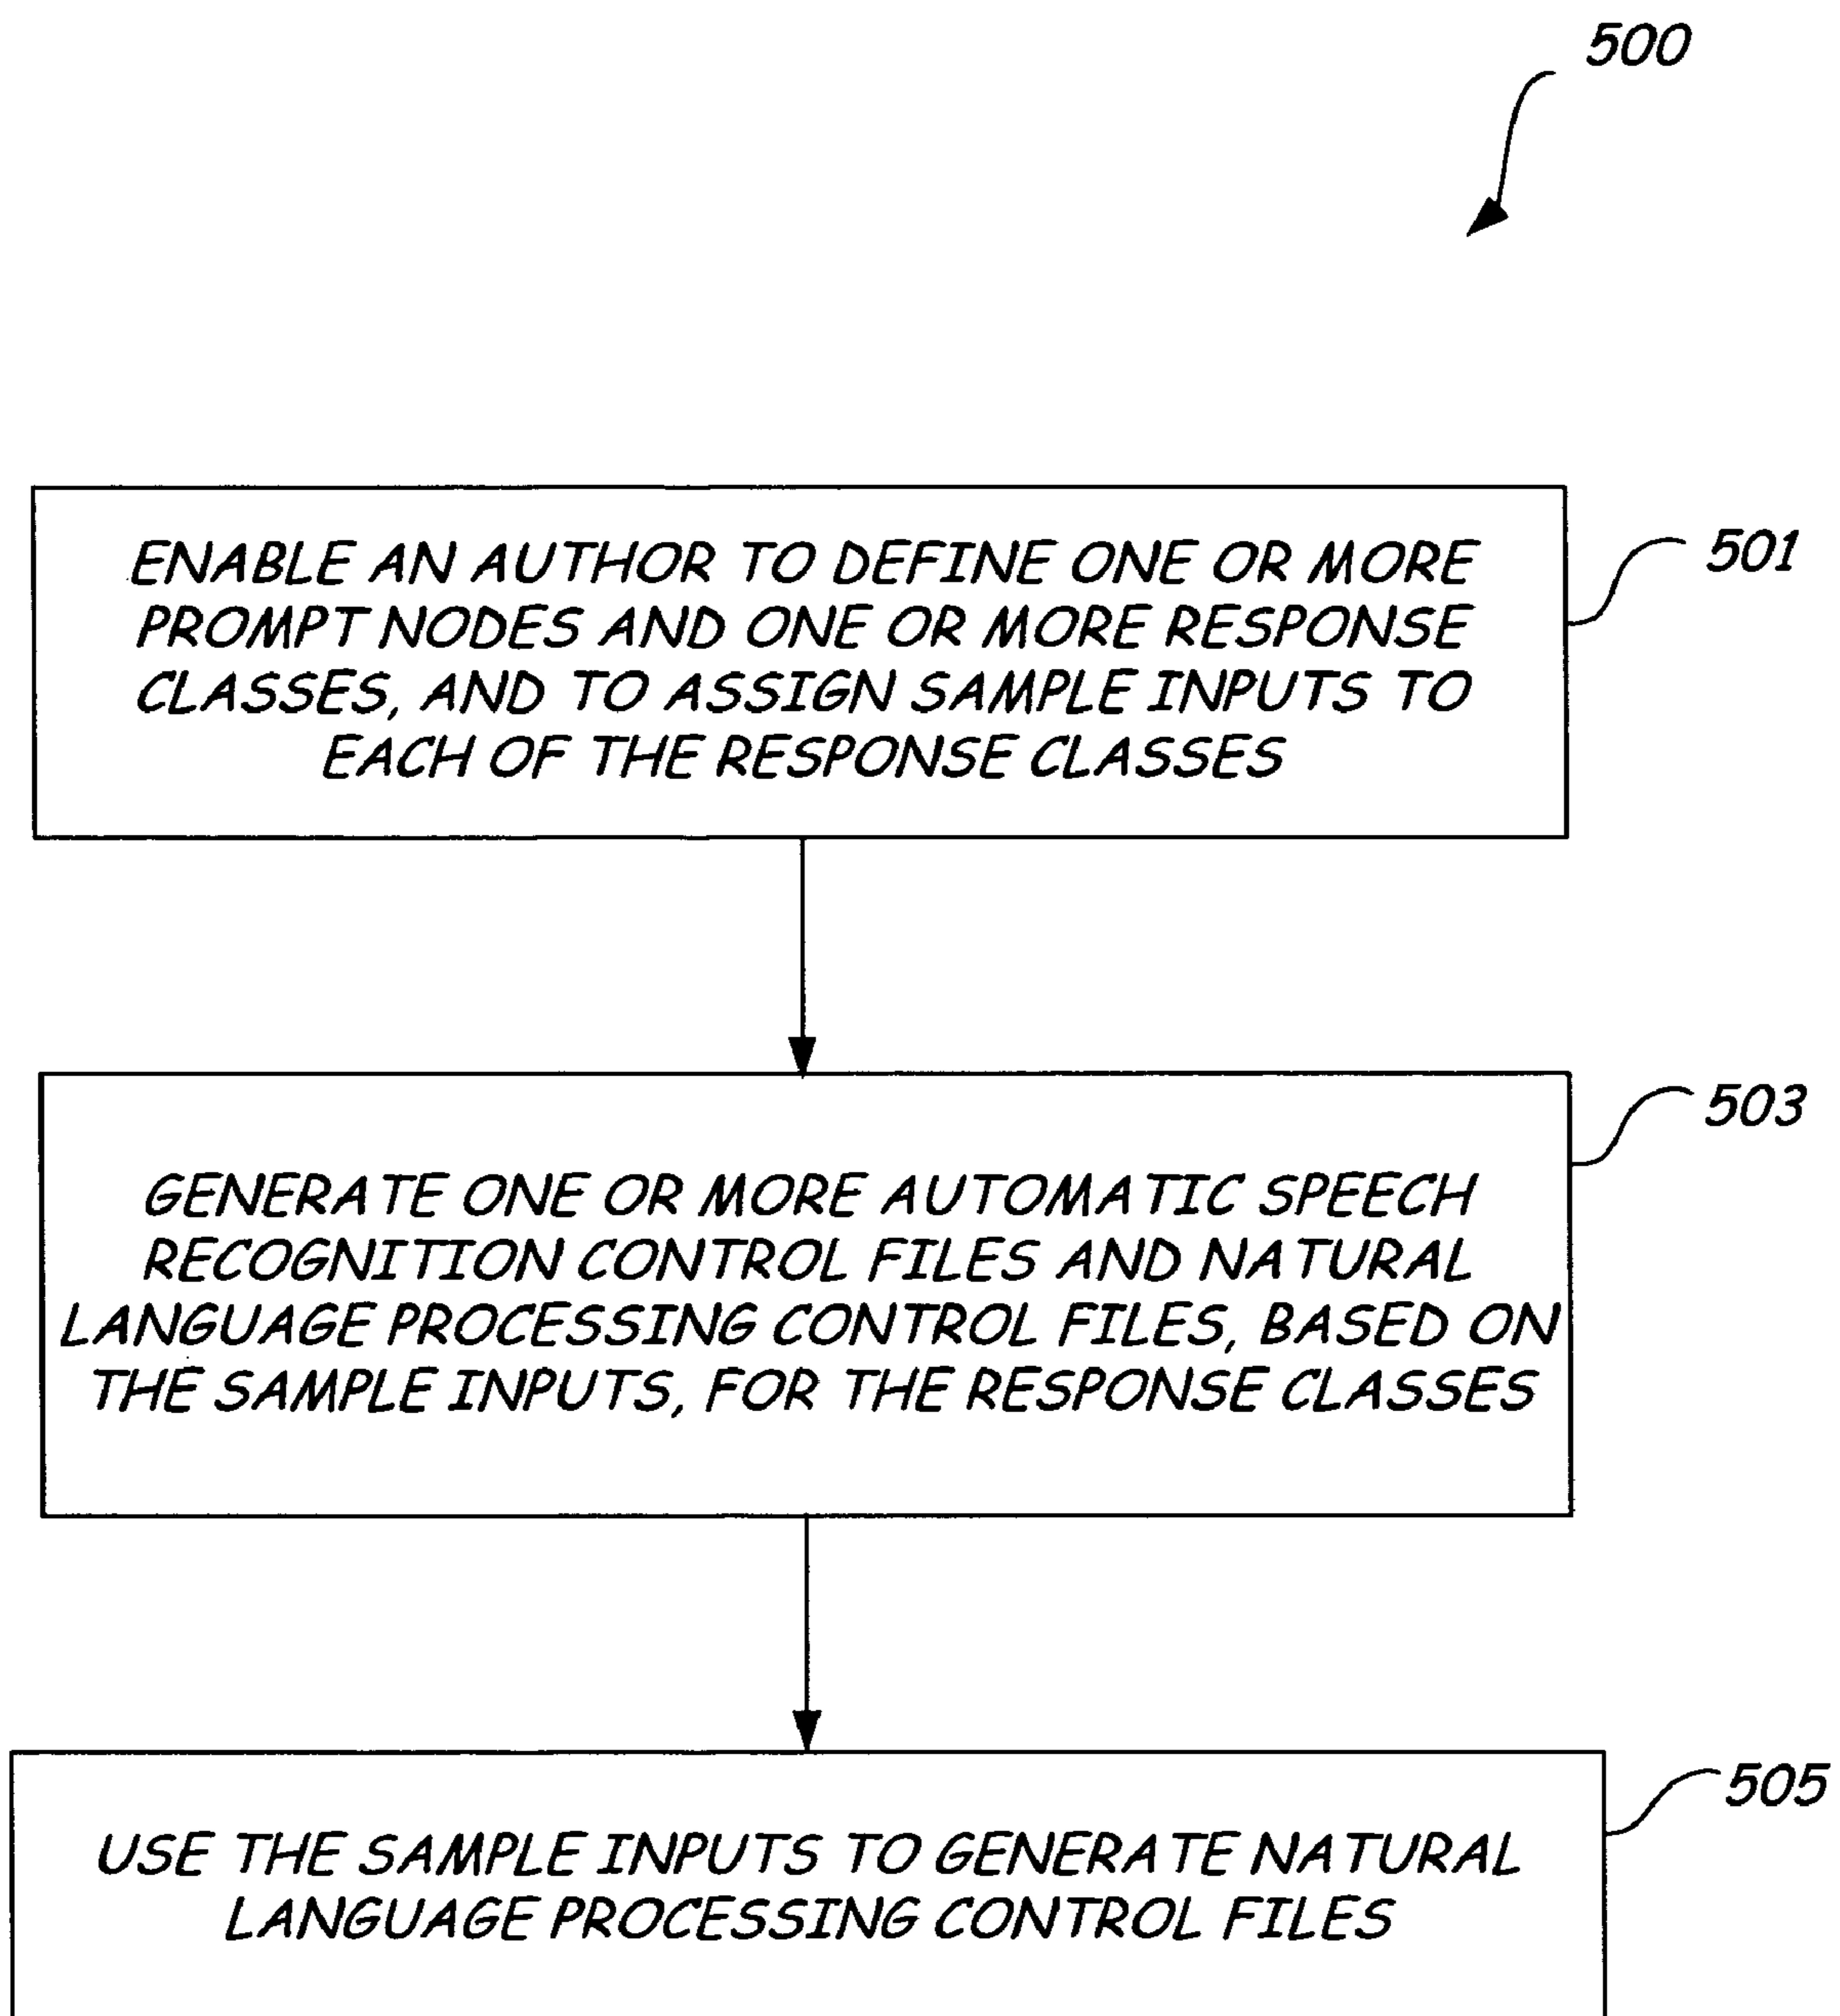 500
ENABLE AN AUTHOR TO DEFINE ONE OR MORE
PROMPT NODES AND ONE OR MORE RESPONSE
CLASSES, AND TO ASSIGN SAMPLE INPUTS TO
EACH OF THE RESPONSE CLASSES
501
GENERATE ONE OR MORE AUTOMATIC SPEECH
RECOGNITION CONTROL FILES AND NATURAL
LANGUAGE PROCESSING CONTROL FILES, BASED ON
THE SAMPLE INPUTS, FOR THE RESPONSE CLASSES
503
USE THE SAMPLE INPUTS TO GENERATE NATURAL
LANGUAGE PROCESSING CONTROL FILES
505